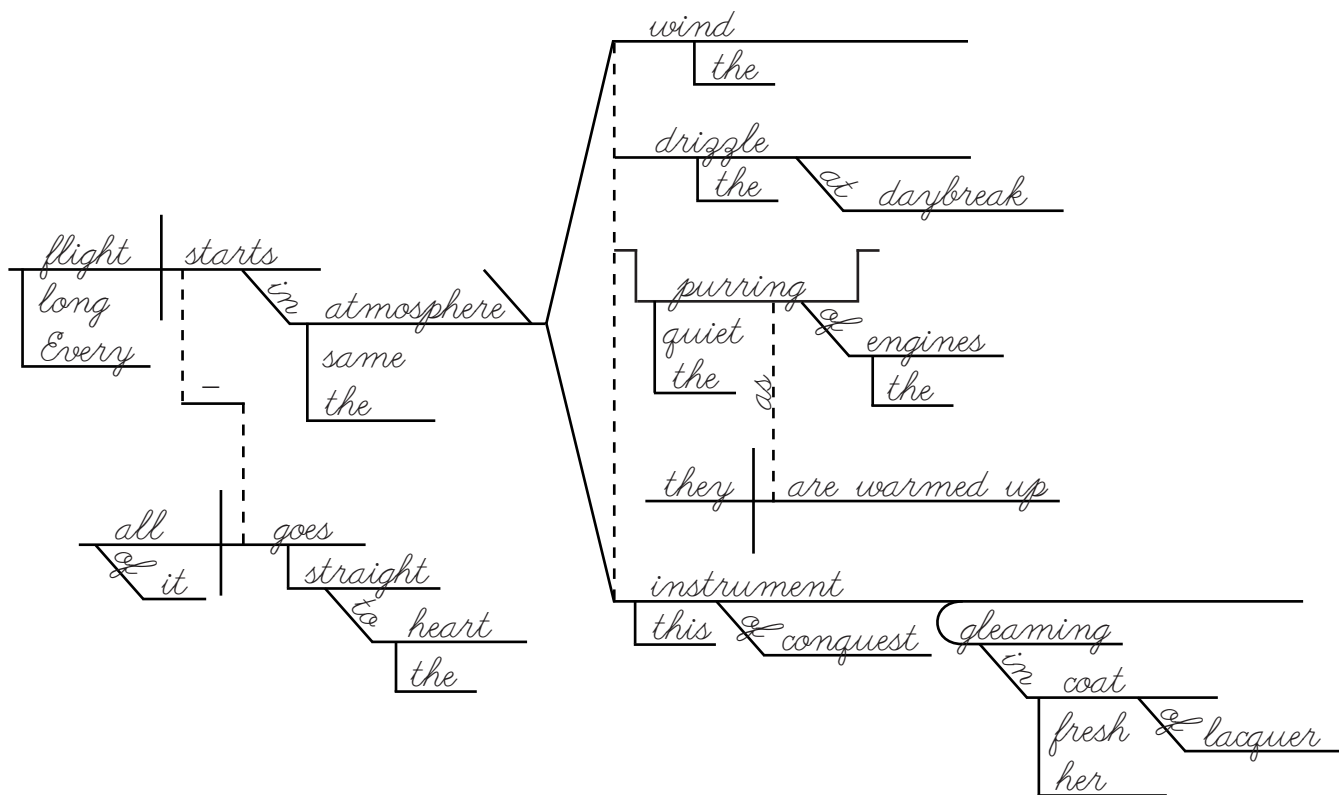 wind
the
drizzle
the
at
daybreak
flight
starts
long
Every
in
atmosphere
same
the
purring
quiet
the
of
engines
the
as
they
are warmed up
–
all
of
it
goes
straight
to
heart
the
instrument
this
of
conquest
gleaming
in
coat
fresh
her
of
lacquer